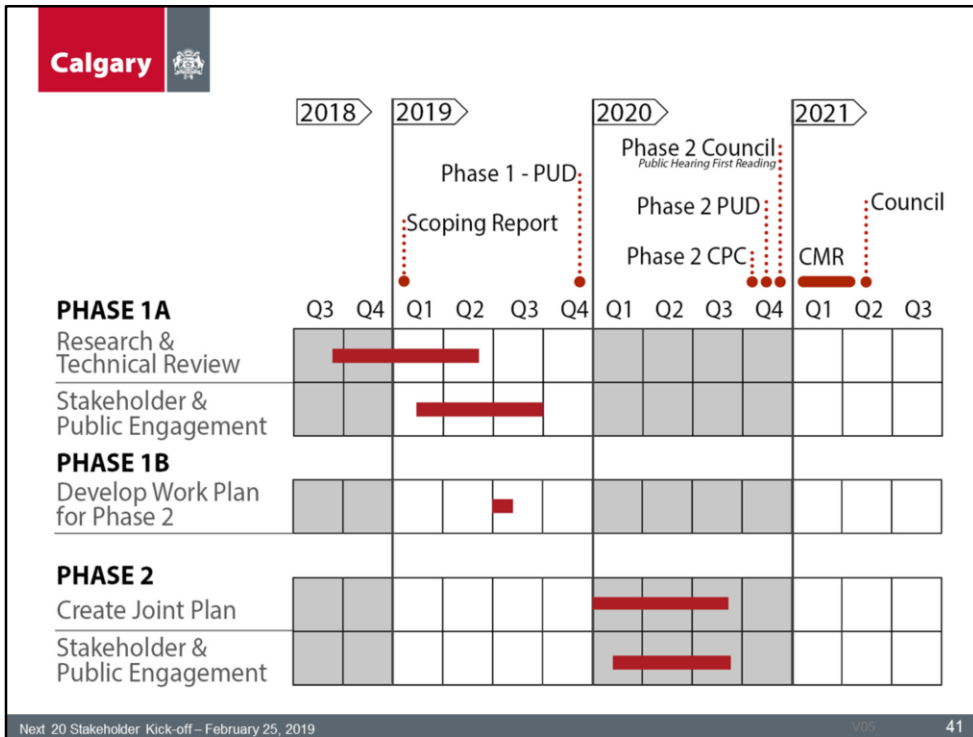 Calgary
2018
2019
2020
2021
Phase 2 Council
Public Hearing First Reading
Phase 1 - PUD
Phase 2 PUD
Council
Scoping Report
Phase 2 CPC
CMR
PHASE 1A
Q3 Q4 Q1 Q2 Q3 Q4 Q1 Q2 Q3 Q4 Q1 Q2 Q3
Research &
Technical Review
Stakeholder &
Public Engagement
PHASE 1B
Develop Work Plan
for Phase 2
PHASE 2
Create Joint Plan
Stakeholder &
Public Engagement
Next 20 Stakeholder Kick-off – February 25, 2019
V05
41